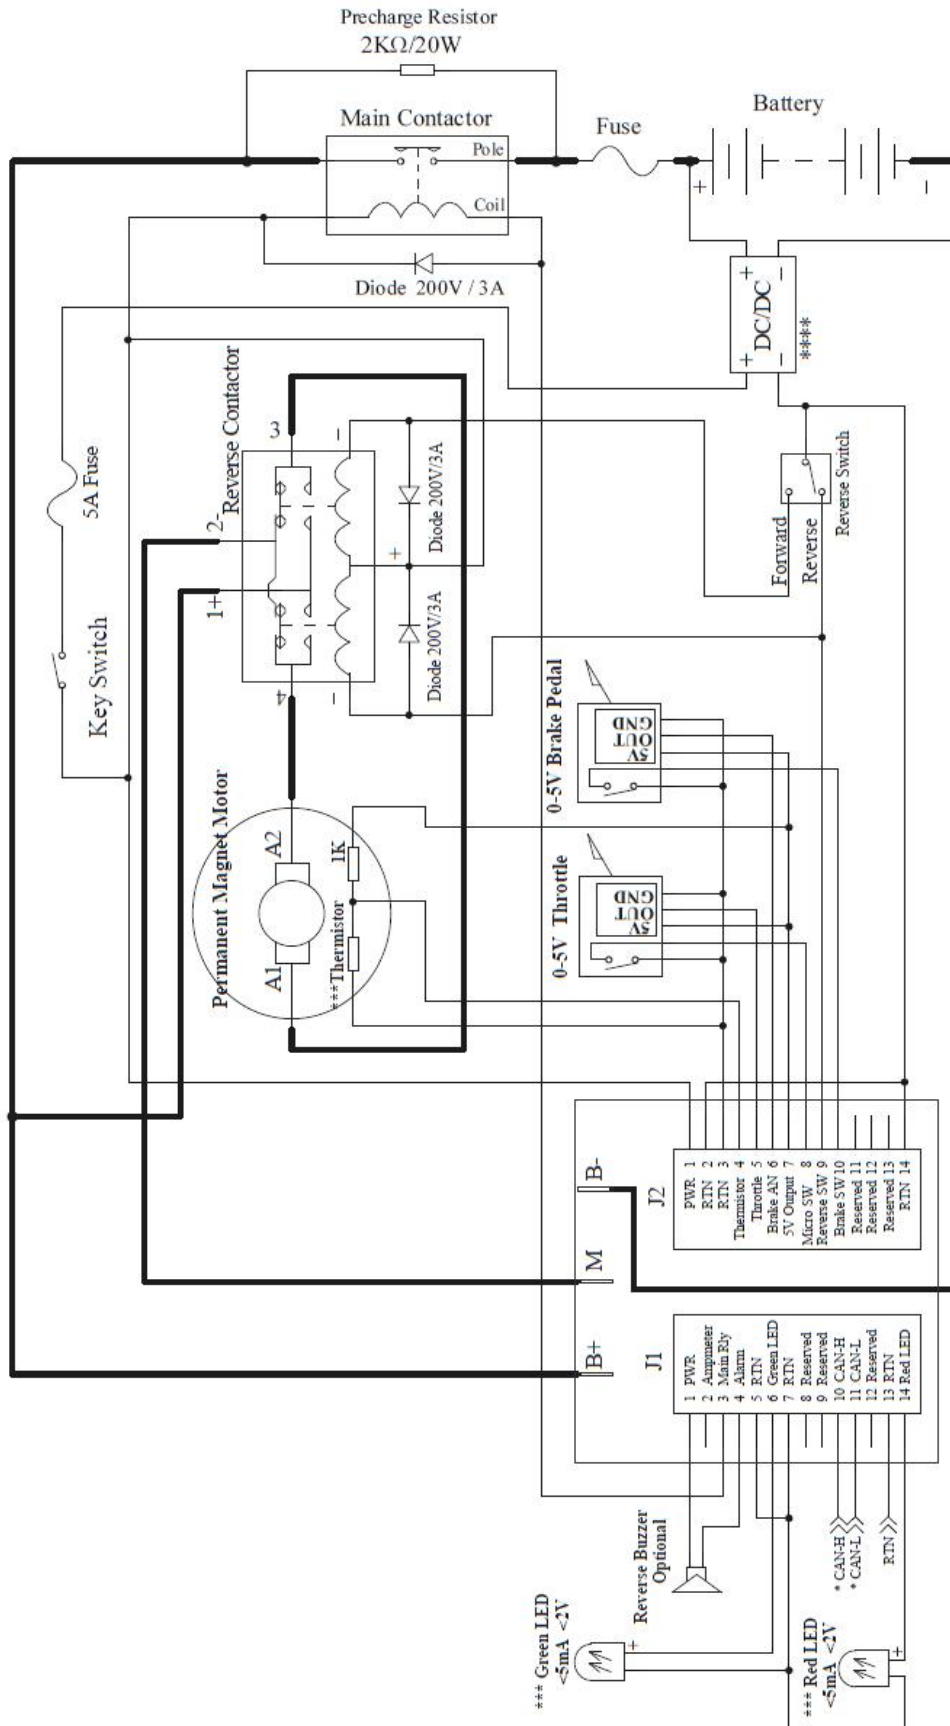 Precharge Resistor
2KΩ/20W
Main Contactor
Pole
Coil
Fuse
Battery
+
-
Diode 200V / 3A
+
-
DC/DC
+
-
****
5A Fuse
Key Switch
Reverse Contactor
3
2-
1+
4
-
+
-
Diode 200V/3A
Diode 200V/3A
Forward
Reverse
Reverse Switch
Permanent Magnet Motor
A2
A1
1K
***Thermistor
0-5V Brake Pedal
GND
OUT
5V
0-5V Throttle
GND
OUT
5V
B-
M
B+
J2
PWR 1
RTN 2
RTN 3
Thermistor 4
Throttle 5
Brake AN 6
5V Output 7
Micro SW 8
Reverse SW 9
Brake SW 10
Reserved 11
Reserved 12
Reserved 13
RTN 14
J1
1 PWR
2 Ampmeter
3 Main Rly
4 Alarm
5 RTN
6 Green LED
7 RTN
8 Reserved
9 Reserved
10 CAN-H
11 CAN-L
12 Reserved
13 RTN
14 Red LED
Reverse Buzzer
Optional
* CAN-H
* CAN-L
RTN
*** Green LED
<5mA <2V
+
*** Red LED
<5mA <2V
+